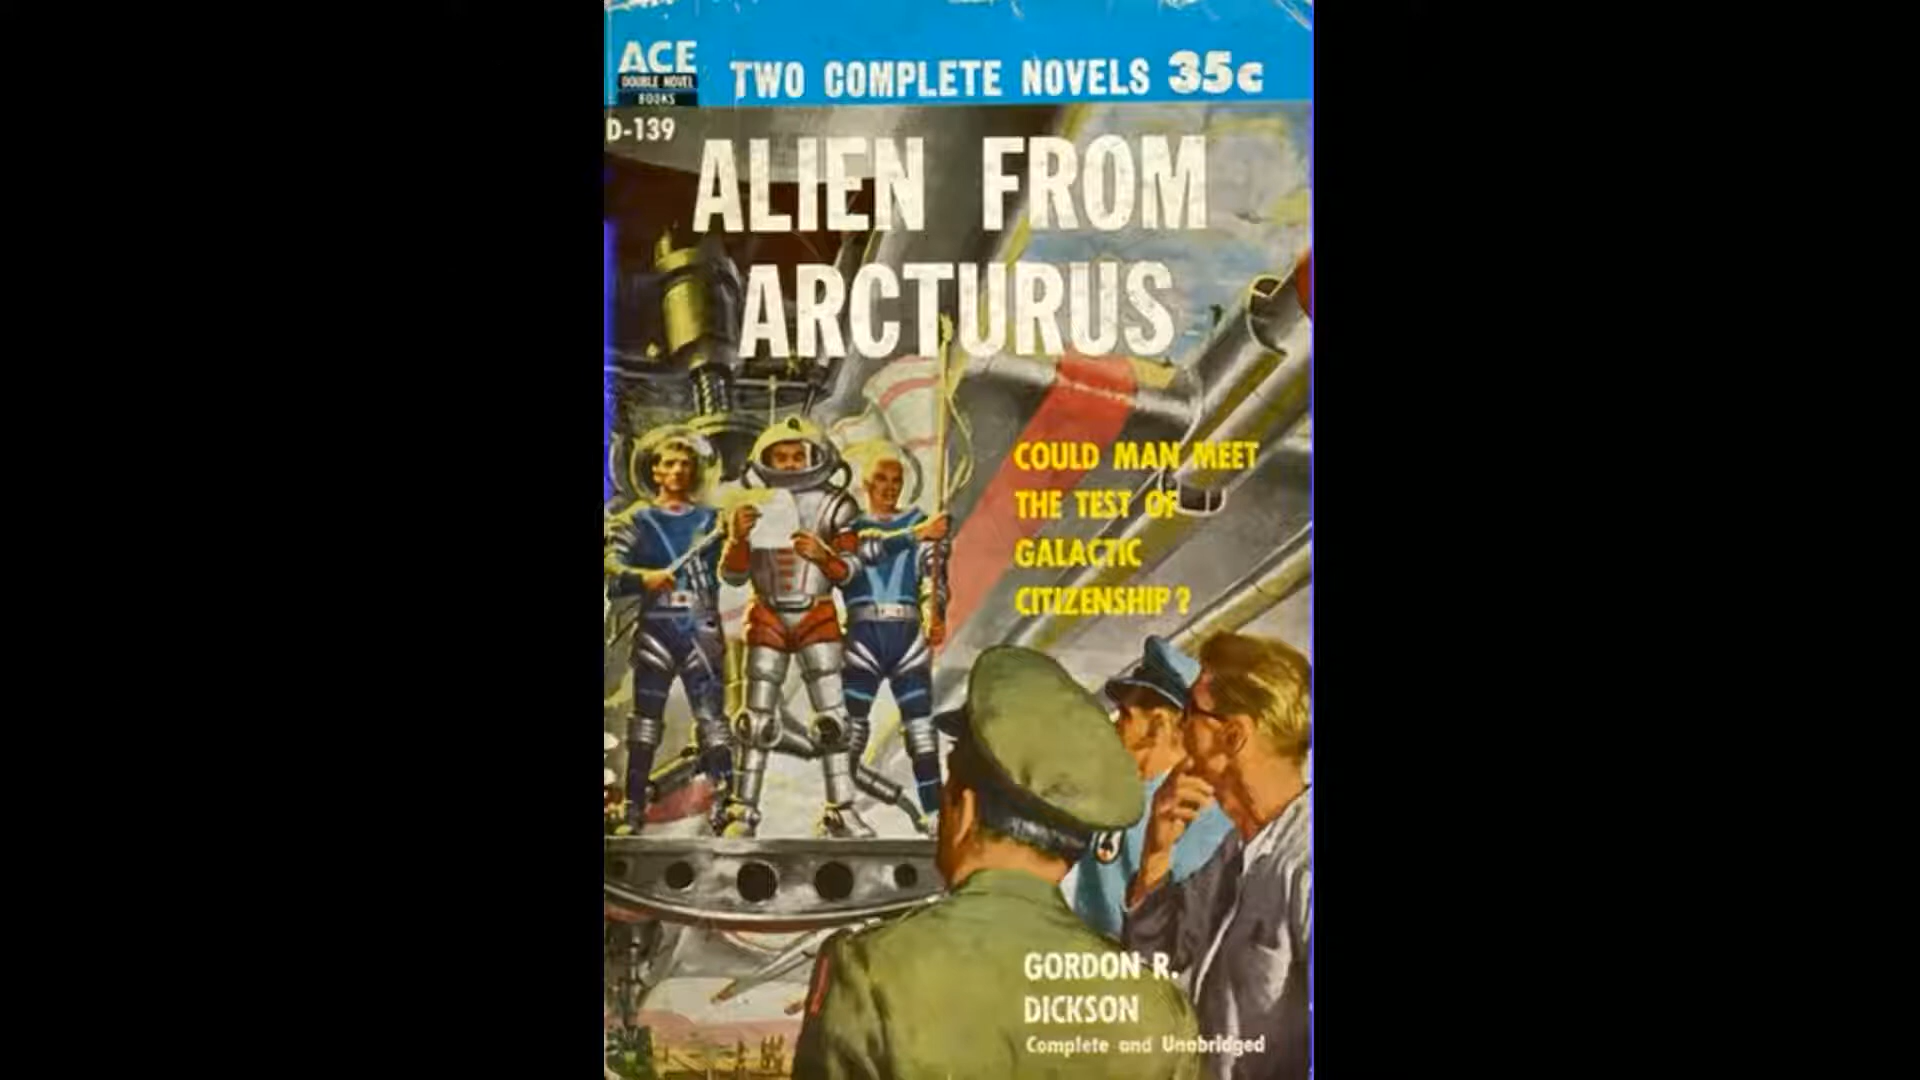 ACE
DOUBLE NOVEL
BOOKS
TWO COMPLETE NOVELS 35c
D-139
ALIEN FROM
ARCTURUS
COULD MAN MEET
THE TEST OF
GALACTIC
CITIZENSHIP?
GORDON R.
DICKSON
Complete and Unabridged